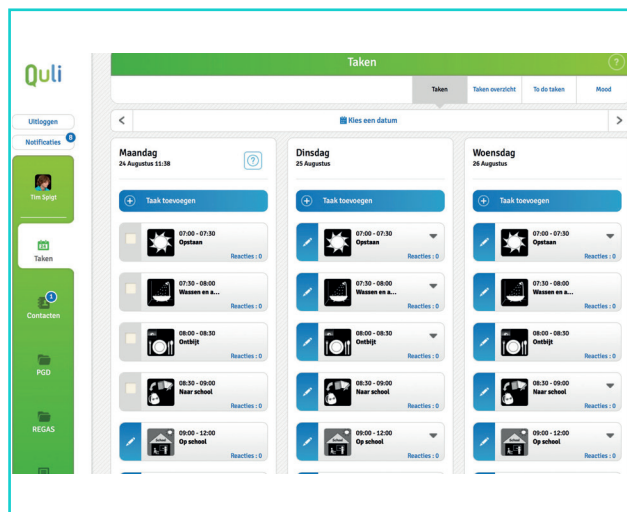 Quli
Uitloggen
Notificaties 8
Tim Spigt
Taken
1
Contacten
PGD
REGAS
Taken
?
Taken
Taken overzicht
To do taken
Mood
<
Kies een datum
>
Maandag
24 Augustus 11:38
?
Taak toevoegen
07:00 - 07:30
Opstaan
Reacties : 0
07:30 - 08:00
Wassen en a...
Reacties : 0
08:00 - 08:30
Ontbijt
Reacties : 0
08:30 - 09:00
Naar school
Reacties : 0
09:00 - 12:00
Op school
Reacties : 0
Dinsdag
25 Augustus
Taak toevoegen
07:00 - 07:30
Opstaan
Reacties : 0
07:30 - 08:00
Wassen en a...
Reacties : 0
08:00 - 08:30
Ontbijt
Reacties : 0
08:30 - 09:00
Naar school
Reacties : 0
09:00 - 12:00
Op school
Reacties : 0
Woensdag
26 Augustus
Taak toevoegen
07:00 - 07:30
Opstaan
Reacties : 0
07:30 - 08:00
Wassen en a...
Reacties : 0
08:00 - 08:30
Ontbijt
Reacties : 0
08:30 - 09:00
Naar school
Reacties : 0
09:00 - 12:00
Op school
Reacties : 0